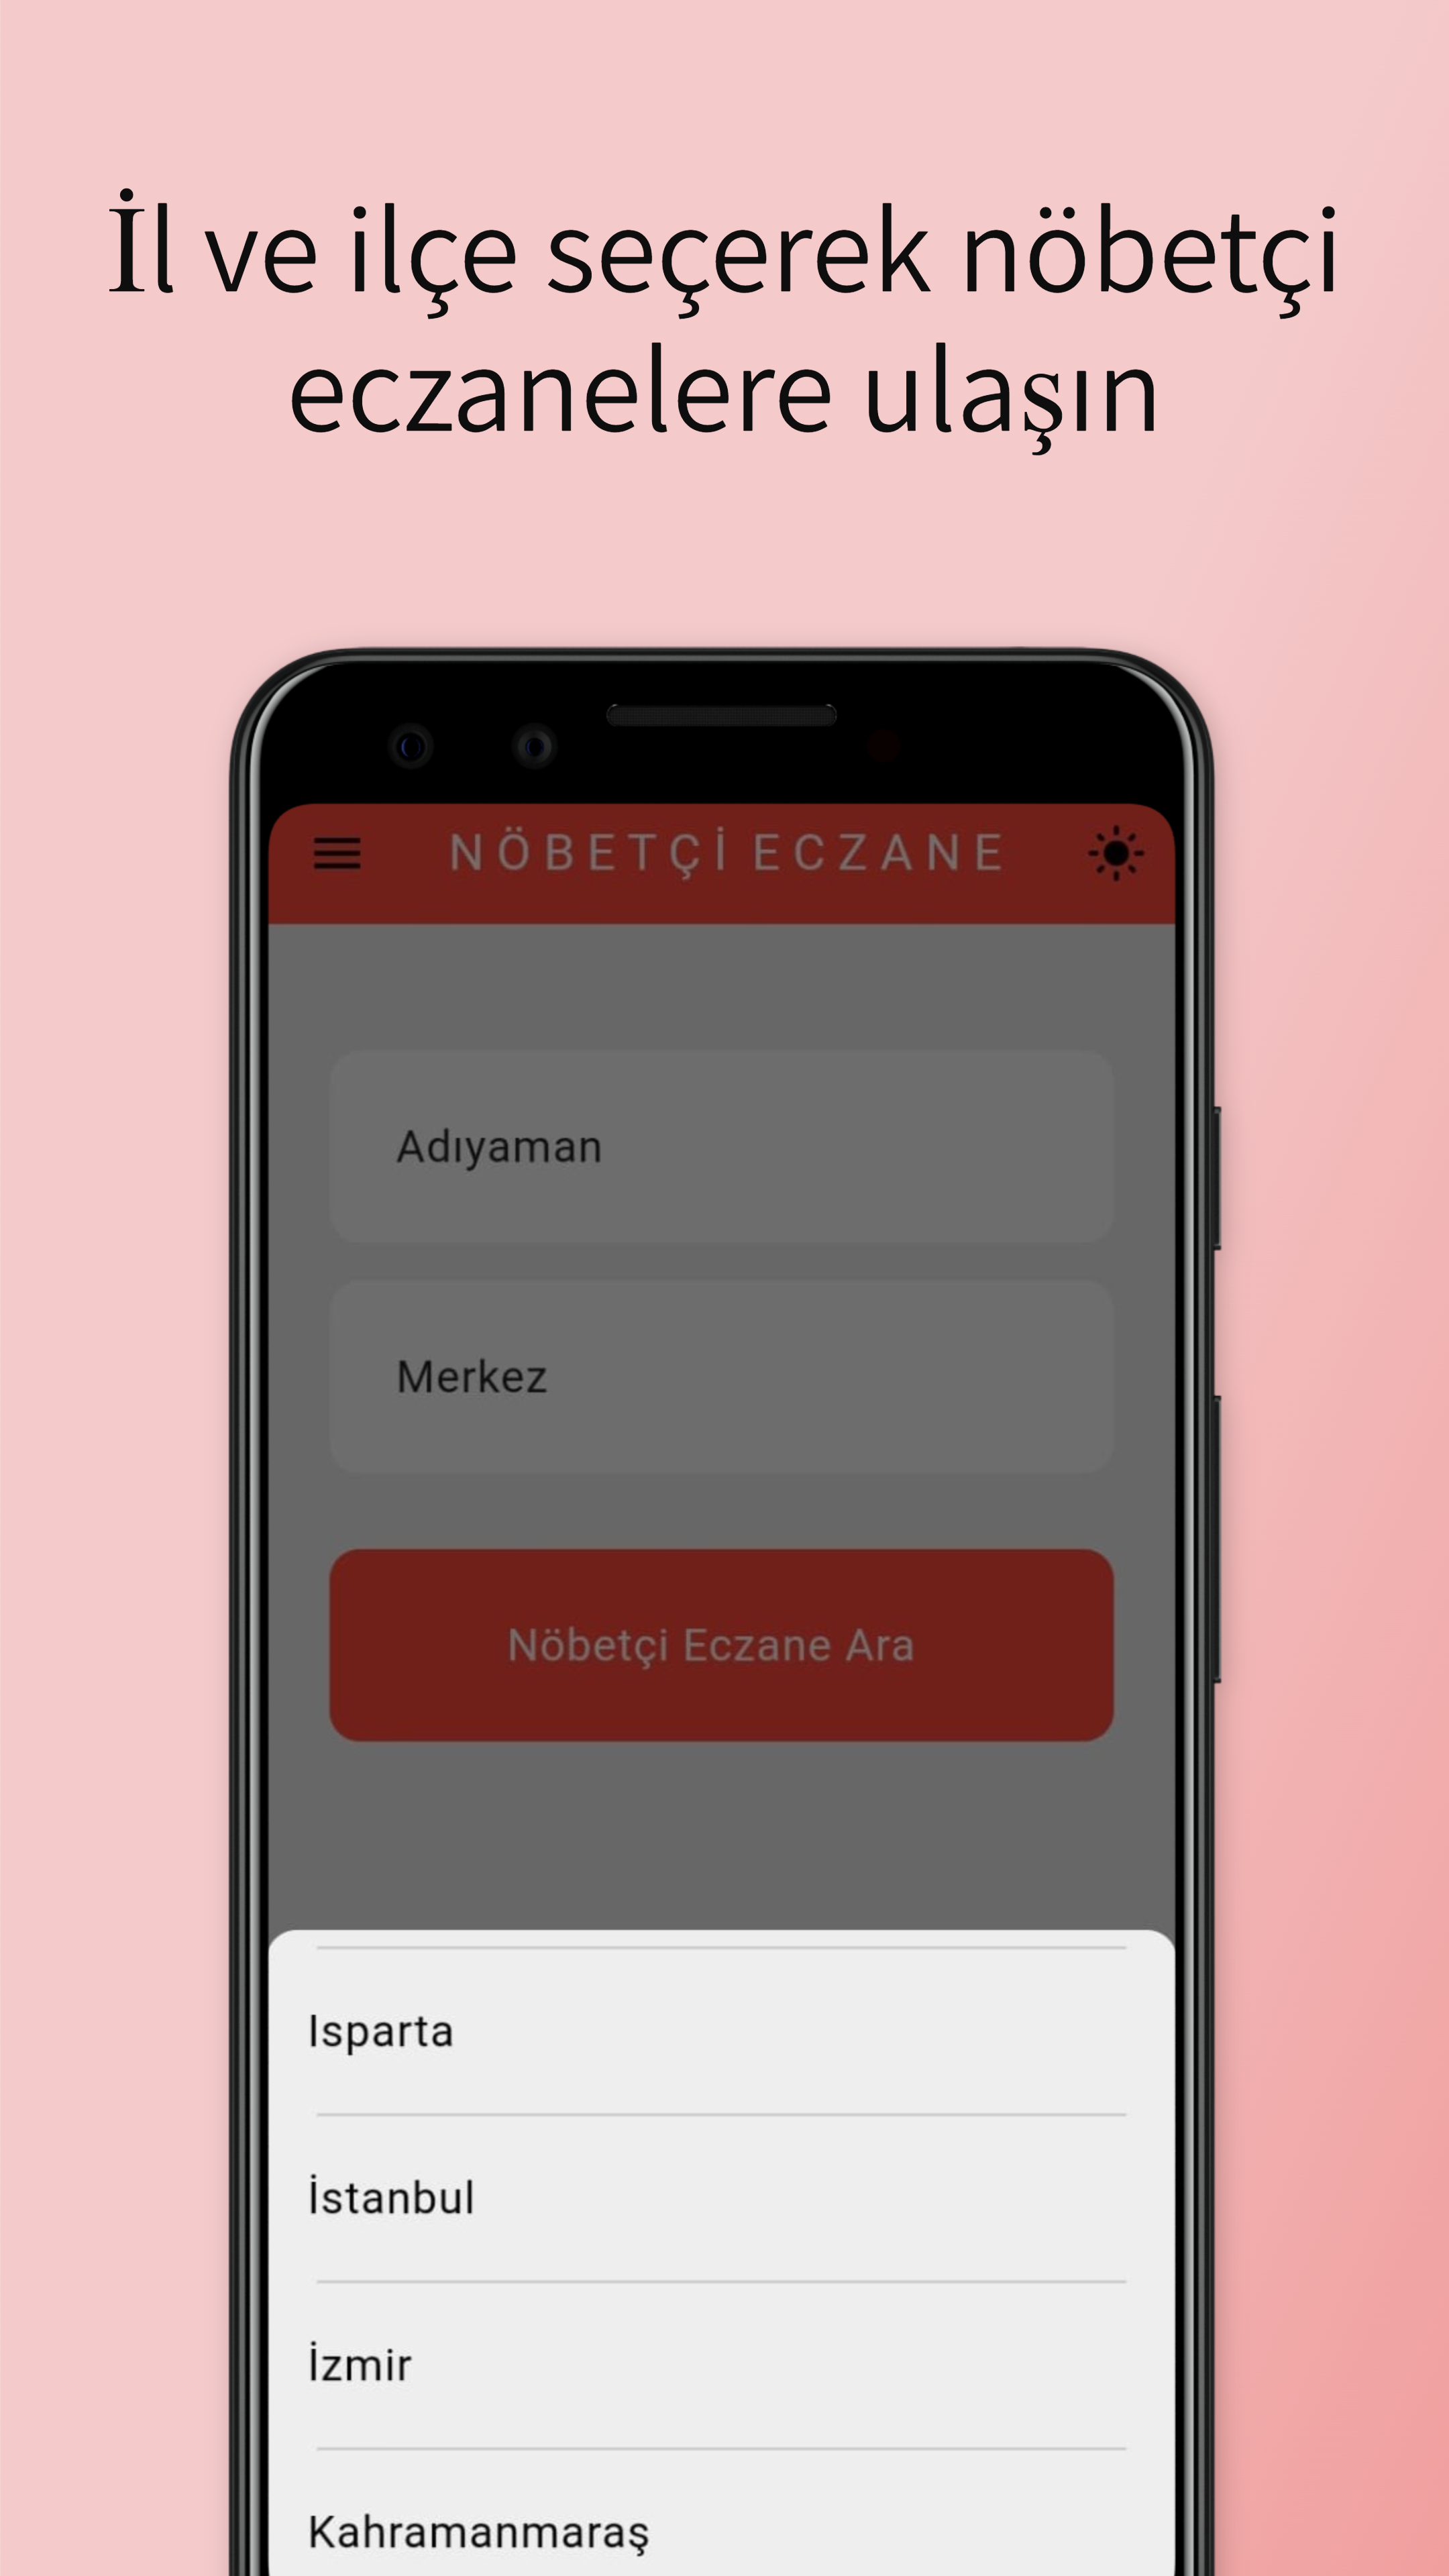 İl ve ilçe seçerek nöbetçi
eczanelere ulaşın
NÖBETÇİ ECZANE
Adıyaman
Merkez
Nöbetçi Eczane Ara
Isparta
İstanbul
İzmir
Kahramanmaraş